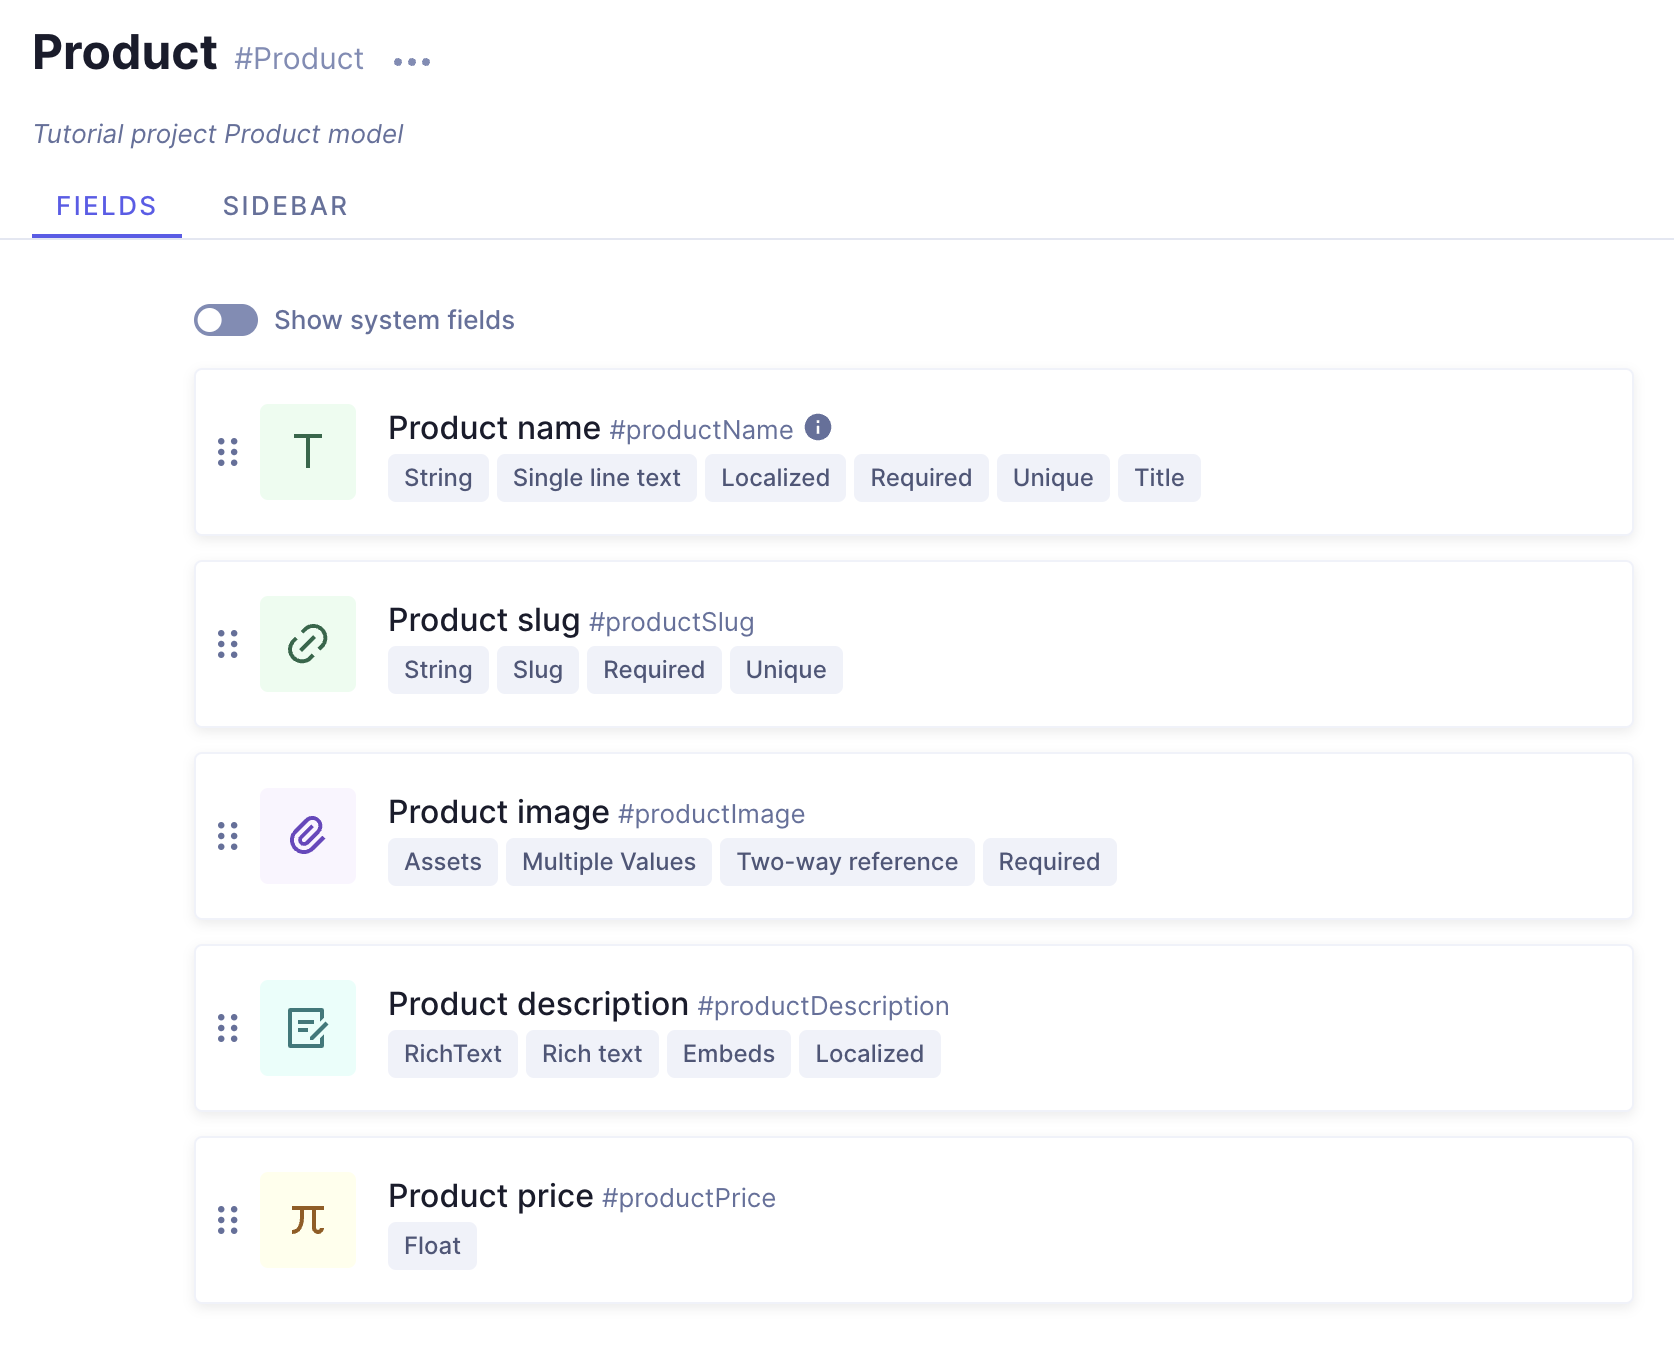 Product #Product
Tutorial project Product model
FIELDS SIDEBAR
Show system fields
Product name #productName
String Single line text Localized Required Unique Title
Product slug #productSlug
String Slug Required Unique
Product image #productImage
Assets Multiple Values Two-way reference Required
Product description #productDescription
RichText Rich text Embeds Localized
Product price #productPrice
Float